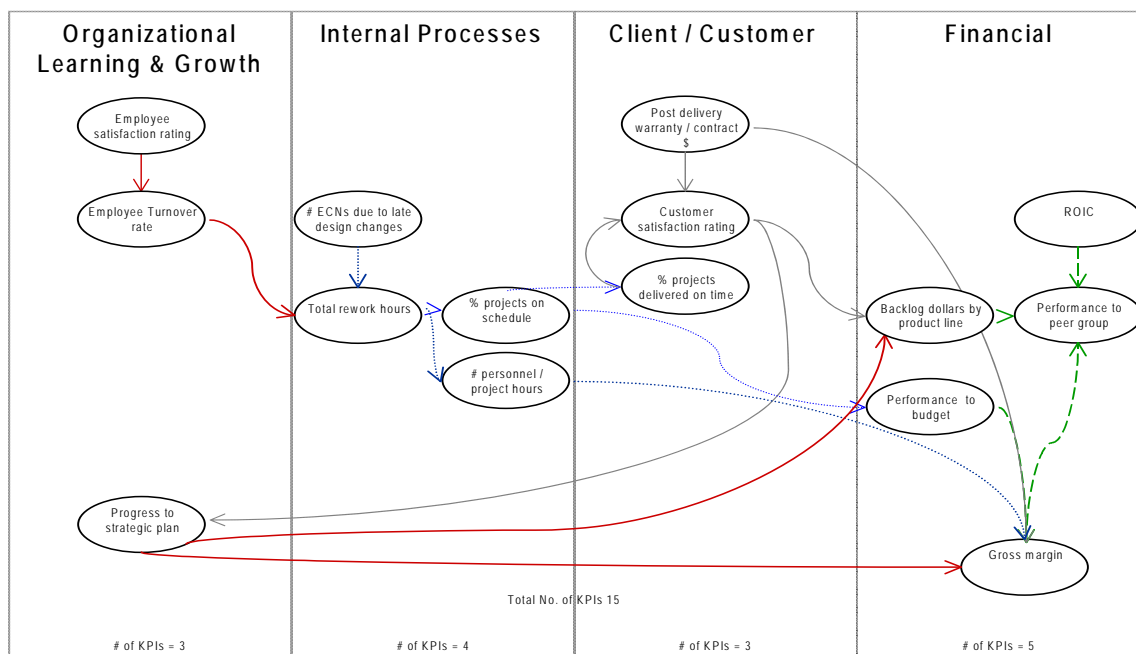 Organizational
Learning & Growth
Internal Processes
Client / Customer
Financial
Employee
satisfaction rating
Post delivery
warranty / contract
$
Employee Turnover
rate
# ECNs due to late
design changes
Customer
satisfaction rating
ROIC
% projects
delivered on time
Total rework hours
% projects on
schedule
Backlog dollars by
product line
Performance to
peer group
# personnel /
project hours
Performance to
budget
Progress to
strategic plan
Gross margin
Total No. of KPIs 15
# of KPIs = 3
# of KPIs = 4
# of KPIs = 3
# of KPIs = 5